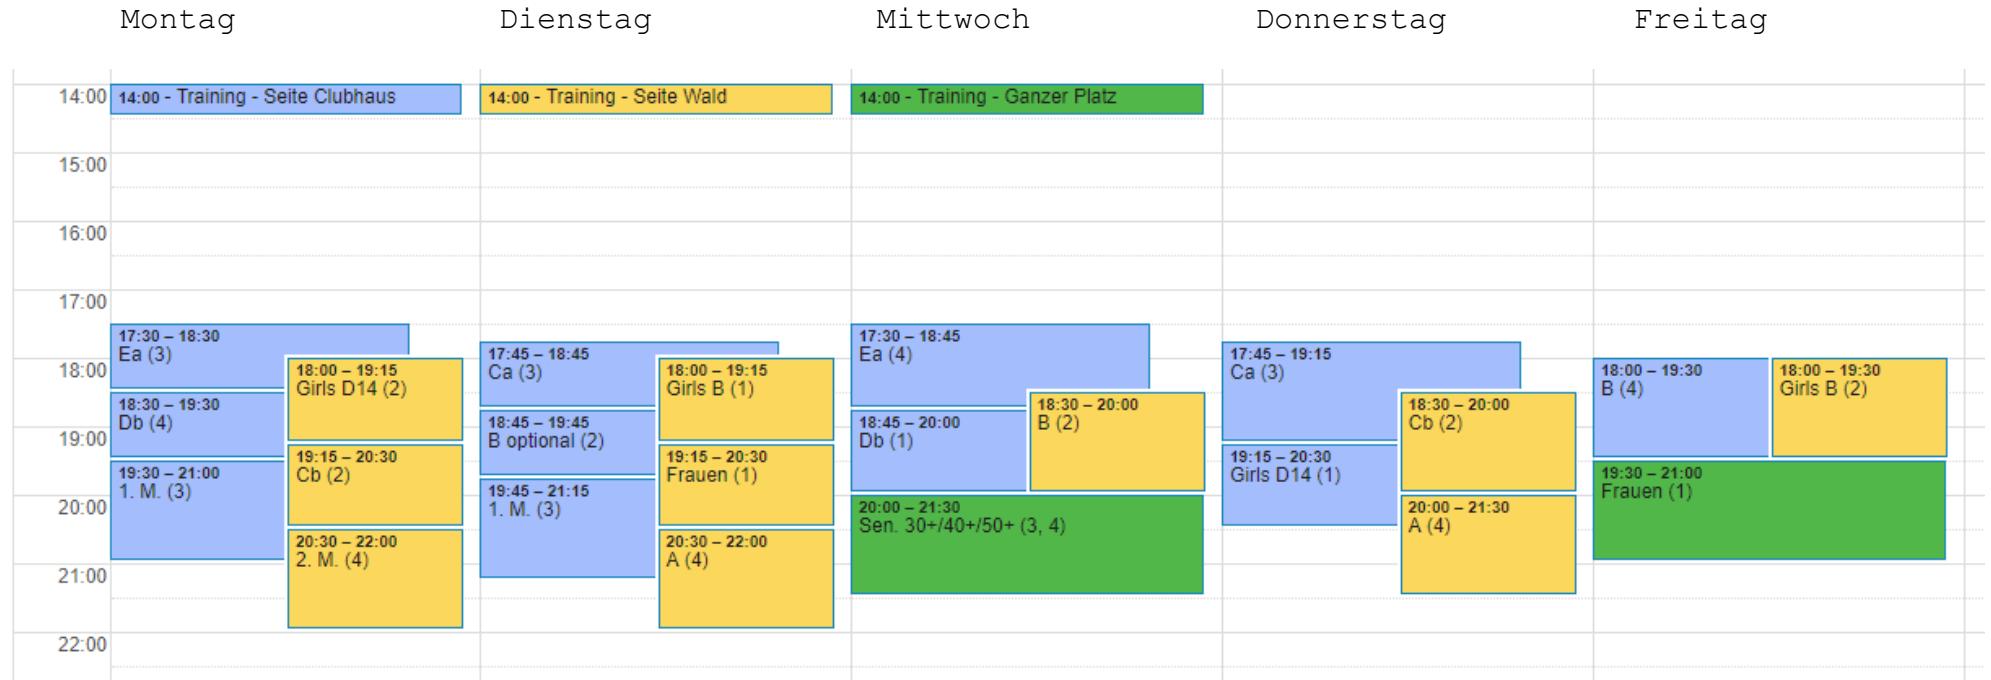 Montag
Dienstag
Mittwoch
Donnerstag
Freitag
14:00
15:00
16:00
17:00
18:00
19:00
20:00
21:00
22:00
14:00 - Training - Seite Clubhaus
17:30 – 18:30
Ea (3)
18:00 – 19:15
Girls D14 (2)
18:30 – 19:30
Db (4)
19:15 – 20:30
Cb (2)
19:30 – 21:00
1. M. (3)
20:30 – 22:00
2. M. (4)
14:00 - Training - Seite Wald
17:45 – 18:45
Ca (3)
18:00 – 19:15
Girls B (1)
18:45 – 19:45
B optional (2)
19:15 – 20:30
Frauen (1)
19:45 – 21:15
1. M. (3)
20:30 – 22:00
A (4)
14:00 - Training - Ganzer Platz
17:30 – 18:45
Ea (4)
18:30 – 20:00
B (2)
18:45 – 20:00
Db (1)
20:00 – 21:30
Sen. 30+/40+/50+ (3, 4)
17:45 – 19:15
Ca (3)
18:30 – 20:00
Cb (2)
19:15 – 20:30
Girls D14 (1)
20:00 – 21:30
A (4)
18:00 – 19:30
B (4)
18:00 – 19:30
Girls B (2)
19:30 – 21:00
Frauen (1)